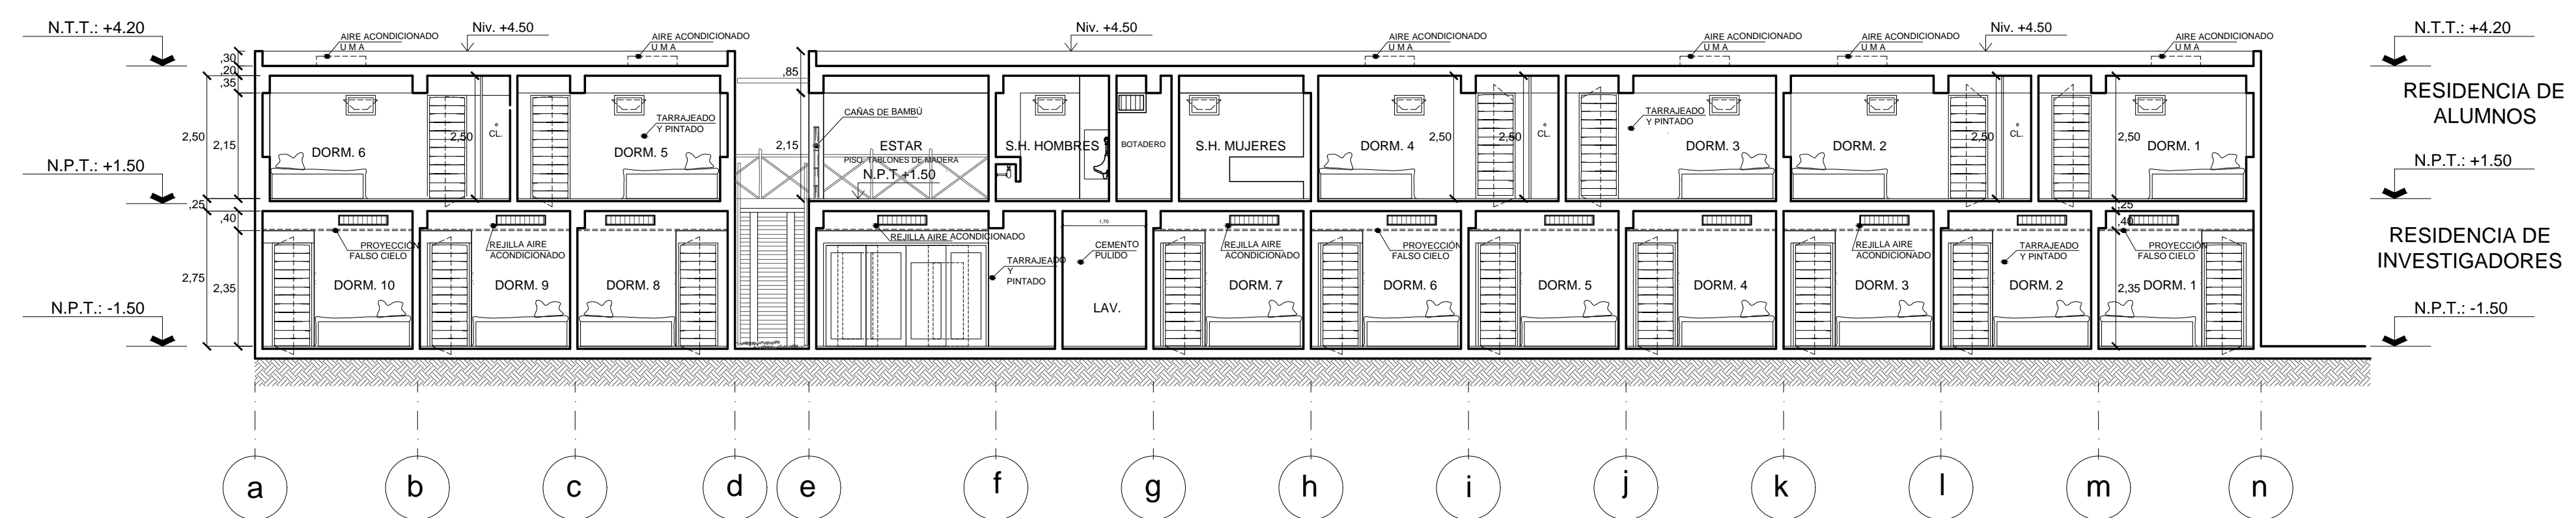 N.T.T.: +4.20
AIRE ACONDICIONADO
U M A
Niv. +4.50
AIRE ACONDICIONADO
U M A
Niv. +4.50
AIRE ACONDICIONADO
U M A
AIRE ACONDICIONADO
U M A
AIRE ACONDICIONADO
U M A
Niv. +4.50
AIRE ACONDICIONADO
U M A
N.T.T.: +4.20
,30
,20
,35
,85
RESIDENCIA DE
ALUMNOS
2,50
2,15
DORM. 6
2,50
CL.
TARRAJEADO
Y PINTADO
DORM. 5
2,15
CAÑAS DE BAMBÚ
ESTAR
PISO: TABLONES DE MADERA
N.P.T +1.50
S.H. HOMBRES
BOTADERO
S.H. MUJERES
DORM. 4
2,50
2,50
CL.
TARRAJEADO
Y PINTADO
DORM. 3
DORM. 2
2,50
CL.
2,50
DORM. 1
N.P.T.: +1.50
N.P.T.: +1.50
,25
,40
,25
,40
2,75
2,35
PROYECCIÓN
FALSO CIELO
DORM. 10
REJILLA AIRE
ACONDICIONADO
DORM. 9
DORM. 8
REJILLA AIRE ACONDICIONADO
TARRAJEADO
Y
PINTADO
1,70
CEMENTO
PULIDO
LAV.
REJILLA AIRE
ACONDICIONADO
DORM. 7
PROYECCIÓN
FALSO CIELO
DORM. 6
DORM. 5
DORM. 4
REJILLA AIRE
ACONDICIONADO
DORM. 3
TARRAJEADO
Y PINTADO
DORM. 2
PROYECCIÓN
FALSO CIELO
2,35
DORM. 1
RESIDENCIA DE
INVESTIGADORES
N.P.T.: -1.50
N.P.T.: -1.50
a b c d e f g h i j k l m n